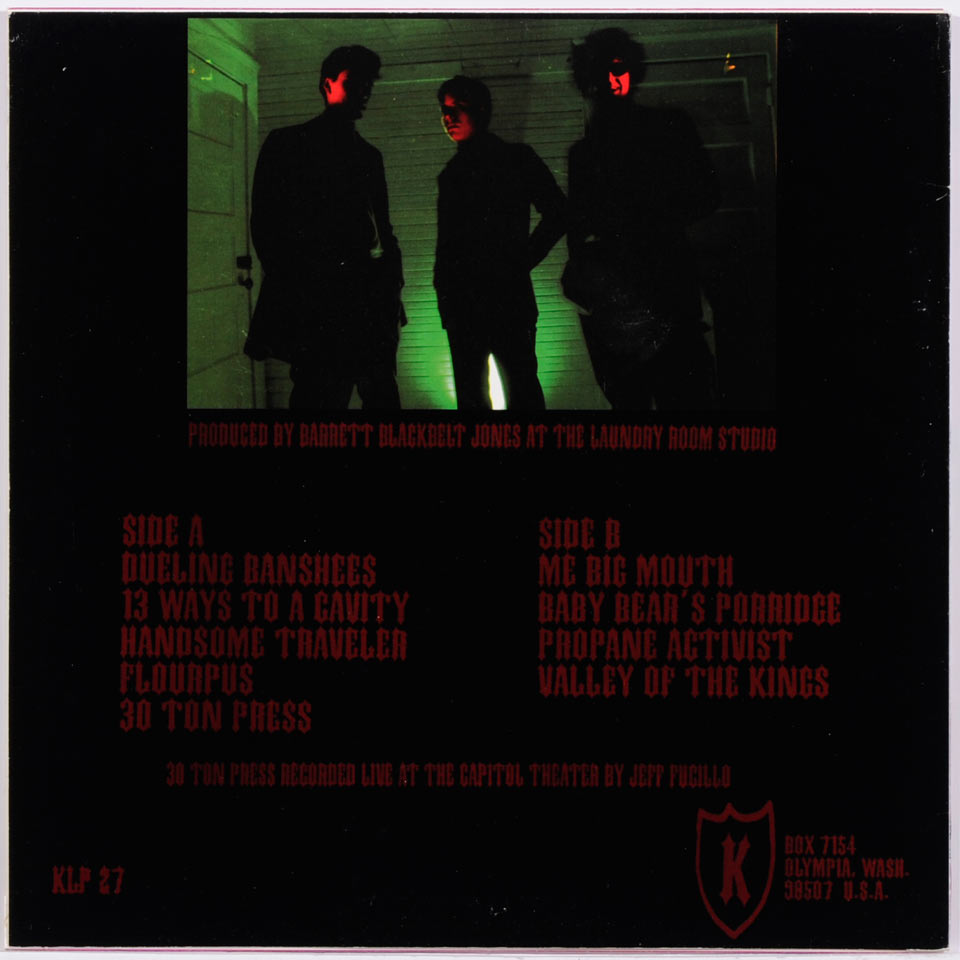 PRODUCED BY BARRETT BLACKBELT JONES AT THE LAUNDRY ROOM STUDIO
SIDE A
DUELING BANSHEES
13 WAYS TO A CAVITY
HANDSOME TRAVELER
FLOURPUS
30 TON PRESS
SIDE B
ME BIG MOUTH
BABY BEAR'S PORRIDGE
PROPANE ACTIVIST
VALLEY OF THE KINGS
30 TON PRESS RECORDED LIVE AT THE CAPITOL THEATER BY JEFF FUGILLO
KLP 27
K
BOX 7154
OLYMPIA, WASH.
98507 U.S.A.